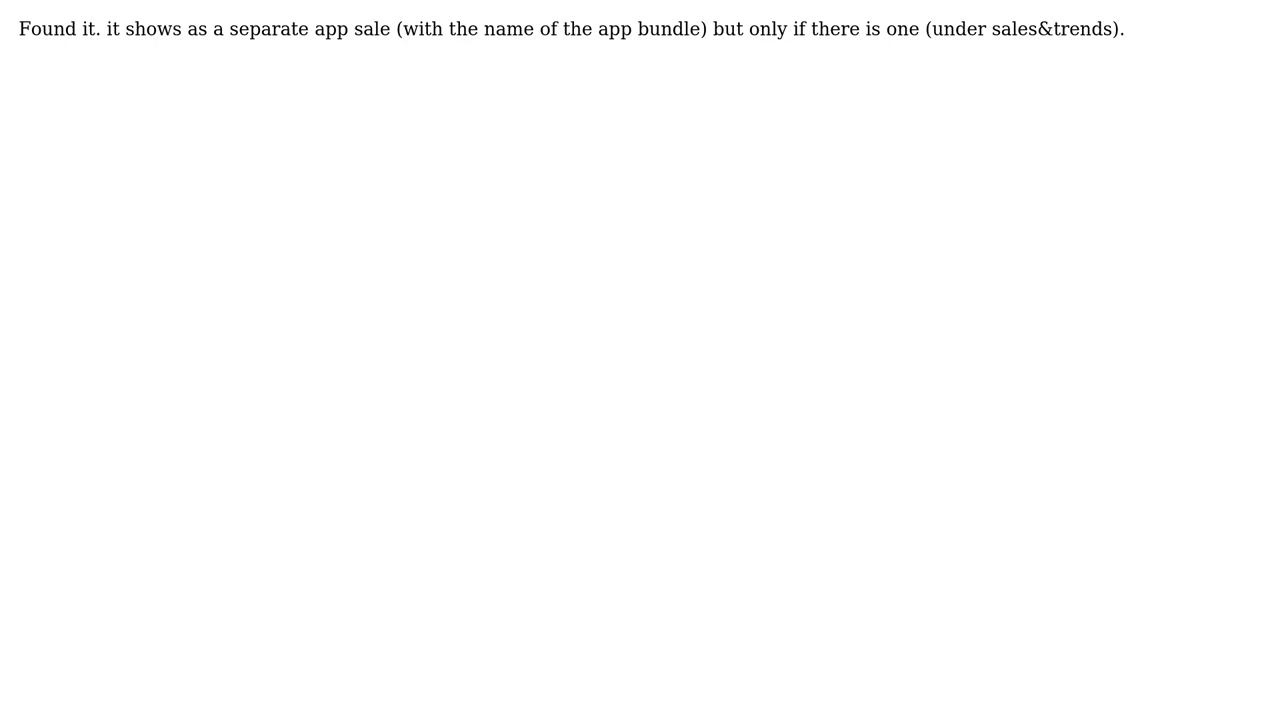 Found it. it shows as a separate app sale (with the name of the app bundle) but only if there is one (under sales&trends).